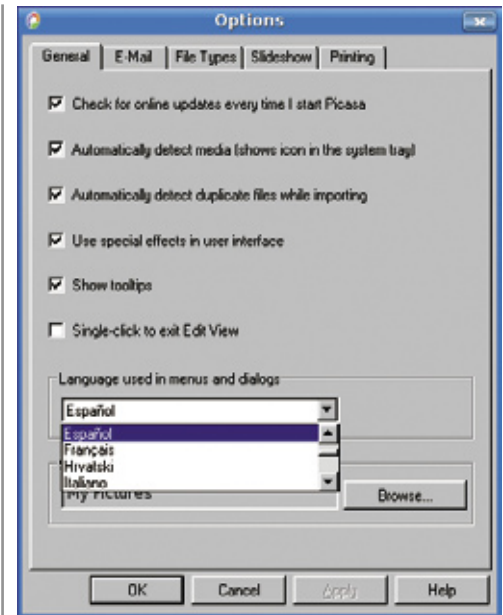 Options
General E-Mail File Types Slideshow Printing
Check for online updates every time I start Picasa
Automatically detect media (shows icon in the system tray)
Automatically detect duplicate files while importing
Use special effects in user interface
Show tooltips
Single-click to exit Edit View
Language used in menus and dialogs
Español
Español
Français
Hrvatski
Italiano
My Pictures
Browse...
OK Cancel Apply Help